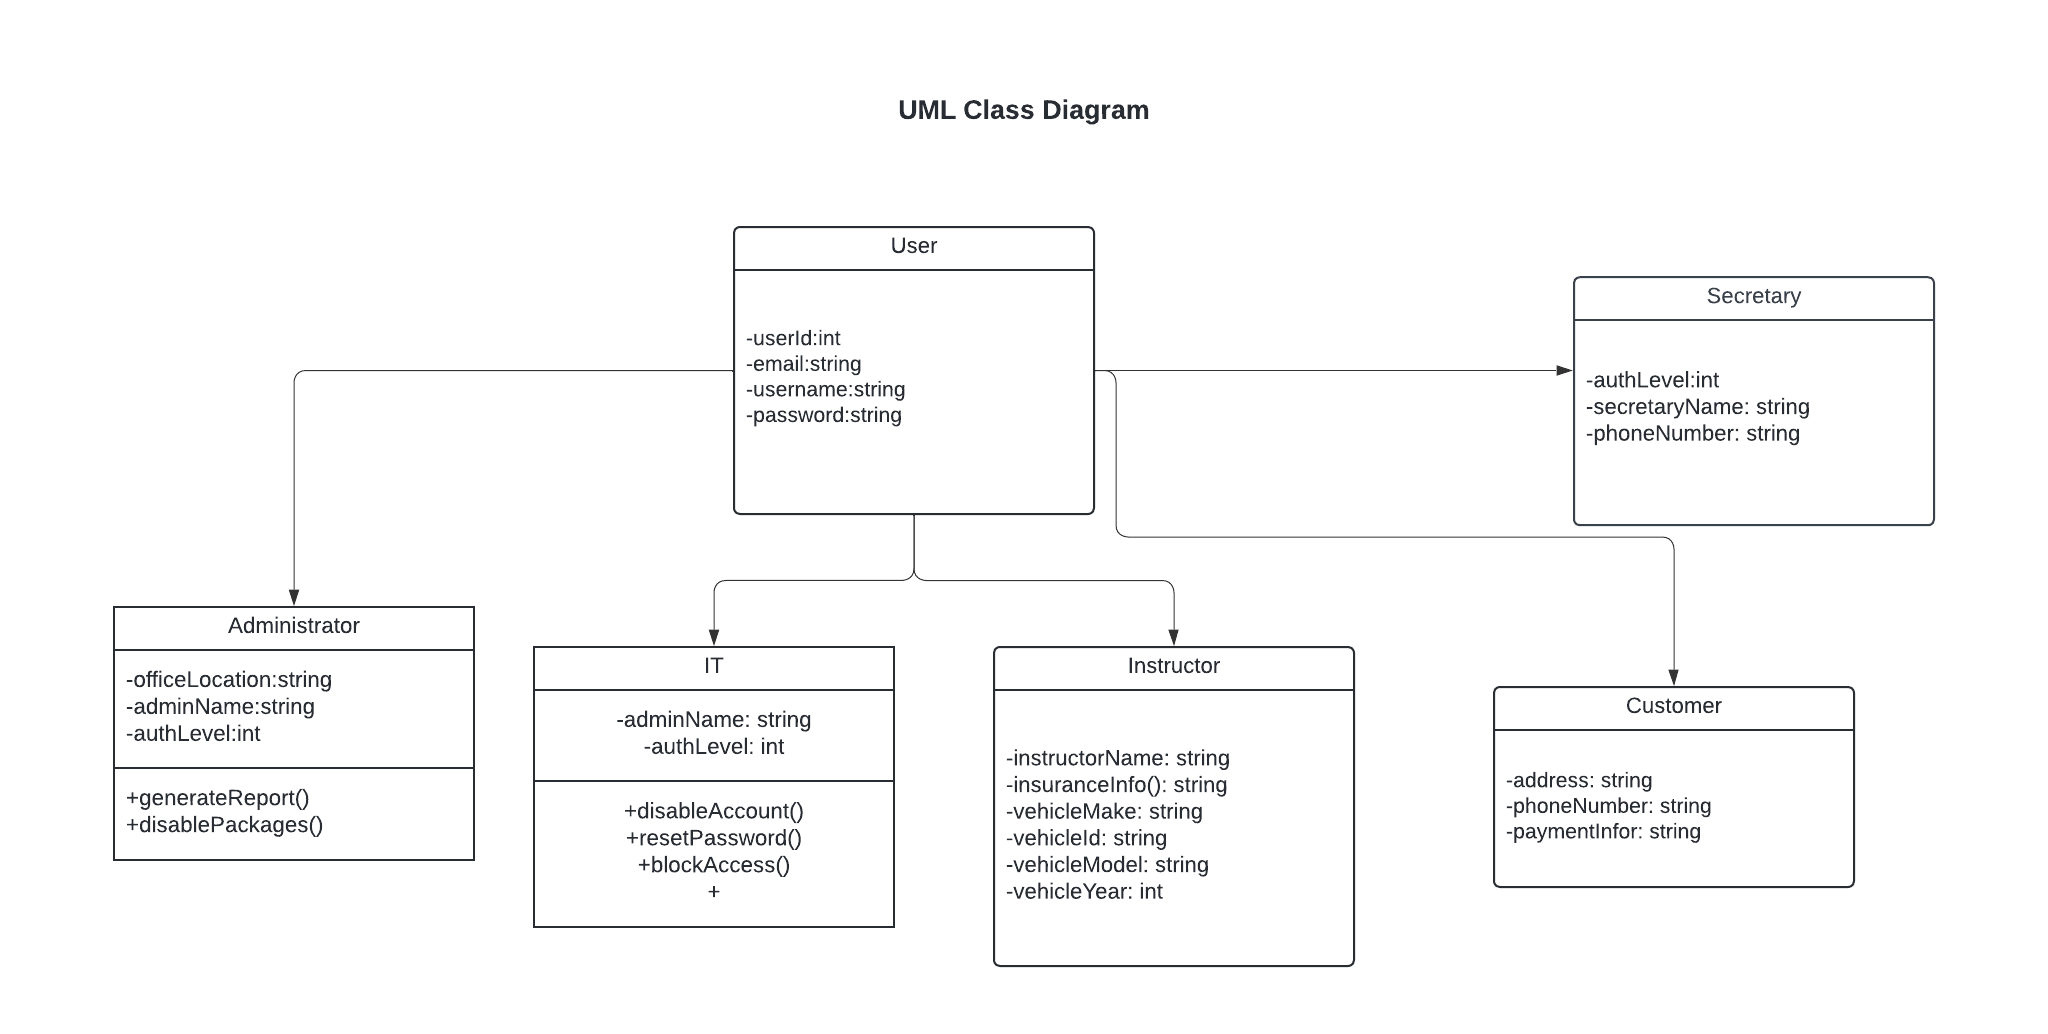 UML Class Diagram
User
-userId:int
-email:string
-username:string
-password:string
Secretary
-authLevel:int
-secretaryName: string
-phoneNumber: string
Administrator
-officeLocation:string
-adminName:string
-authLevel:int
+generateReport()
+disablePackages()
IT
-adminName: string
-authLevel: int
+disableAccount()
+resetPassword()
+blockAccess()
+
Instructor
-instructorName: string
-insuranceInfo(): string
-vehicleMake: string
-vehicleId: string
-vehicleModel: string
-vehicleYear: int
Customer
-address: string
-phoneNumber: string
-paymentInfor: string